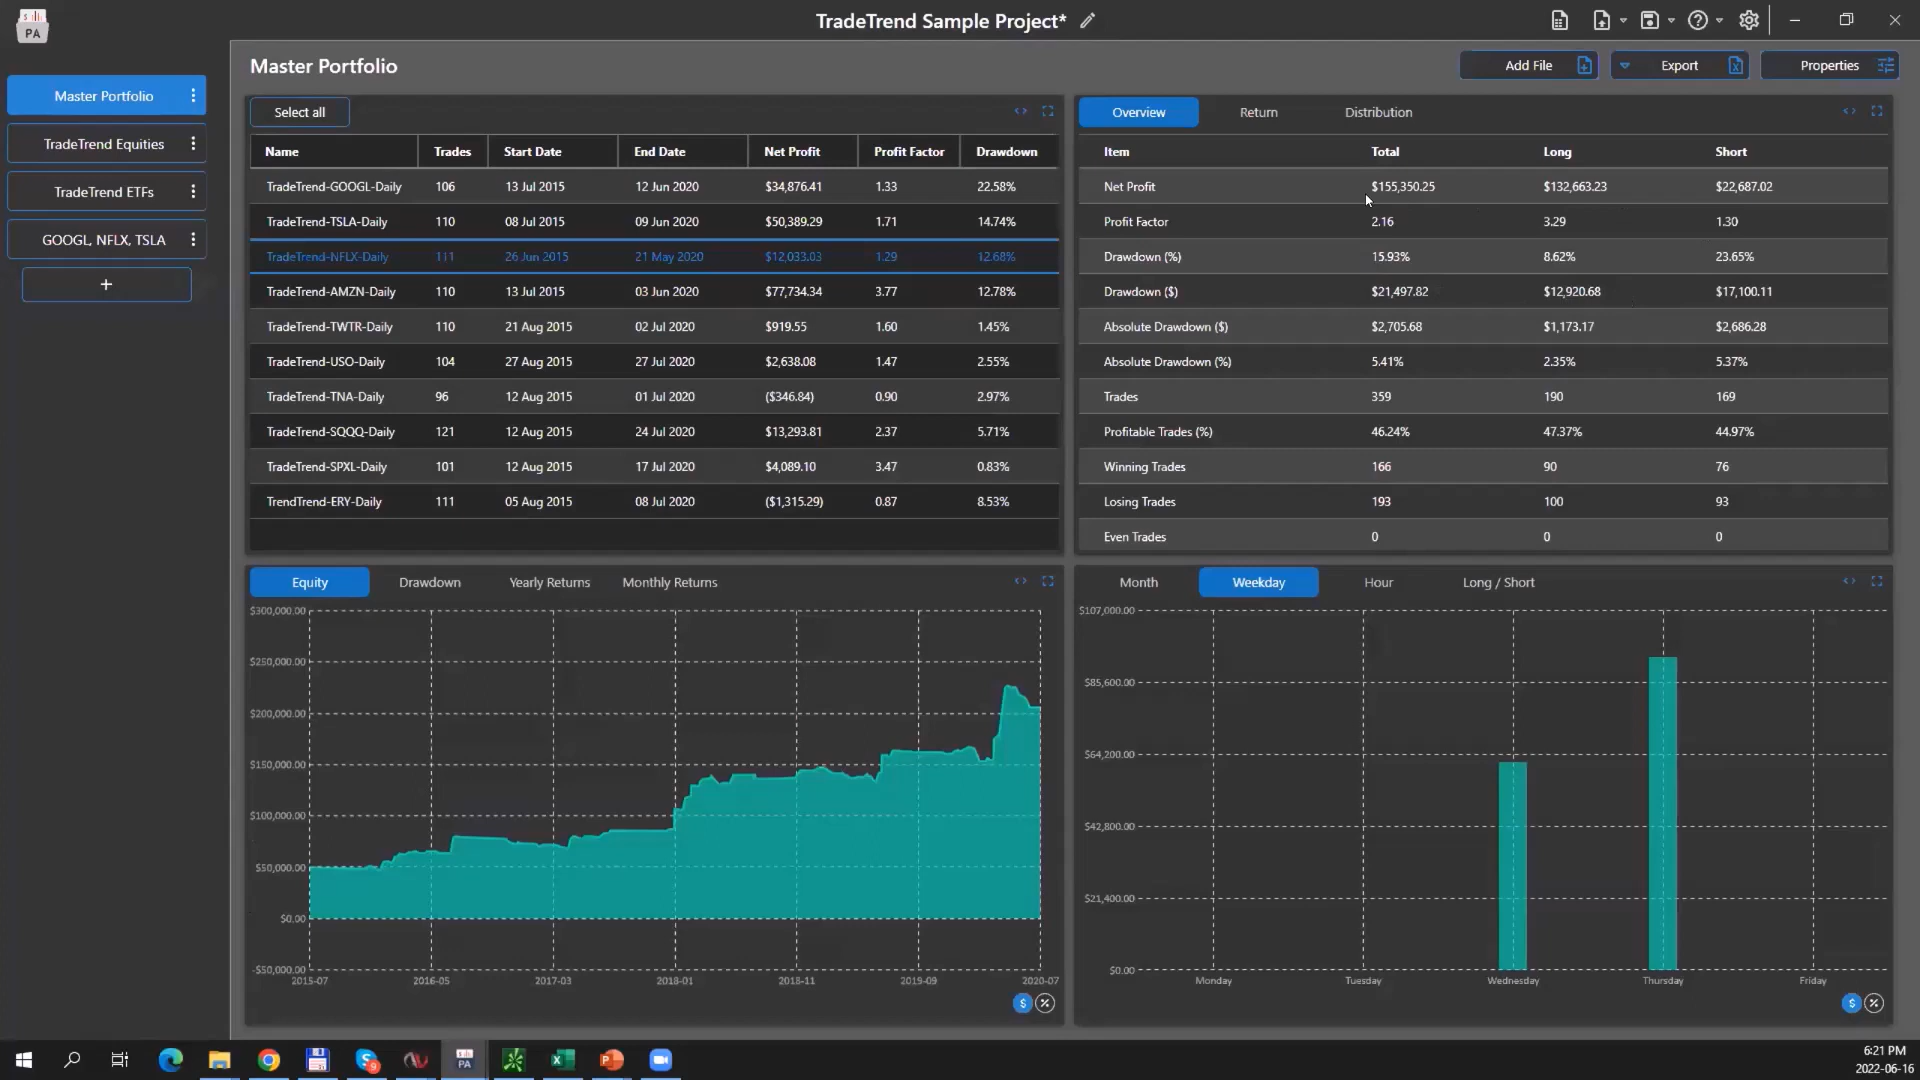 PA
TradeTrend Sample Project*
Master Portfolio
TradeTrend Equities
TradeTrend ETFs
GOOGL, NFLX, TSLA
+
Master Portfolio
Add File
Export
Properties
Select all
Name Trades Start Date End Date Net Profit Profit Factor Drawdown
TradeTrend-GOOGL-Daily 106 13 Jul 2015 12 Jun 2020 $34,876.41 1.33 22.58%
TradeTrend-TSLA-Daily 110 08 Jul 2015 09 Jun 2020 $50,389.29 1.71 14.74%
TradeTrend-NFLX-Daily 111 26 Jun 2015 21 May 2020 $12,033.03 1.29 12.68%
TradeTrend-AMZN-Daily 110 13 Jul 2015 03 Jun 2020 $77,734.34 3.77 12.78%
TradeTrend-TWTR-Daily 110 21 Aug 2015 02 Jul 2020 $919.55 1.60 1.45%
TradeTrend-USO-Daily 104 27 Aug 2015 27 Jul 2020 $2,638.08 1.47 2.55%
TradeTrend-TNA-Daily 96 12 Aug 2015 01 Jul 2020 ($346.84) 0.90 2.97%
TradeTrend-SQQQ-Daily 121 12 Aug 2015 24 Jul 2020 $13,293.81 2.37 5.71%
TradeTrend-SPXL-Daily 101 12 Aug 2015 17 Jul 2020 $4,089.10 3.47 0.83%
TrendTrend-ERY-Daily 111 05 Aug 2015 08 Jul 2020 ($1,315.29) 0.87 8.53%
Overview Return Distribution
Item Total Long Short
Net Profit $155,350.25 $132,663.23 $22,687.02
Profit Factor 2.16 3.29 1.30
Drawdown (%) 15.93% 8.62% 23.65%
Drawdown ($) $21,497.82 $12,920.68 $17,100.11
Absolute Drawdown ($) $2,705.68 $1,173.17 $2,686.28
Absolute Drawdown (%) 5.41% 2.35% 5.37%
Trades 359 190 169
Profitable Trades (%) 46.24% 47.37% 44.97%
Winning Trades 166 90 76
Losing Trades 193 100 93
Even Trades 0 0 0
Equity Drawdown Yearly Returns Monthly Returns
$300,000.00
$250,000.00
$200,000.00
$150,000.00
$100,000.00
$50,000.00
$0.00
-$50,000.00
2015-07 2016-05 2017-03 2018-01 2018-11 2019-09 2020-07
$ %
Month Weekday Hour Long / Short
$107,000.00
$85,600.00
$64,200.00
$42,800.00
$21,400.00
$0.00
Monday Tuesday Wednesday Thursday Friday
$ %
6:21 PM
2022-06-16